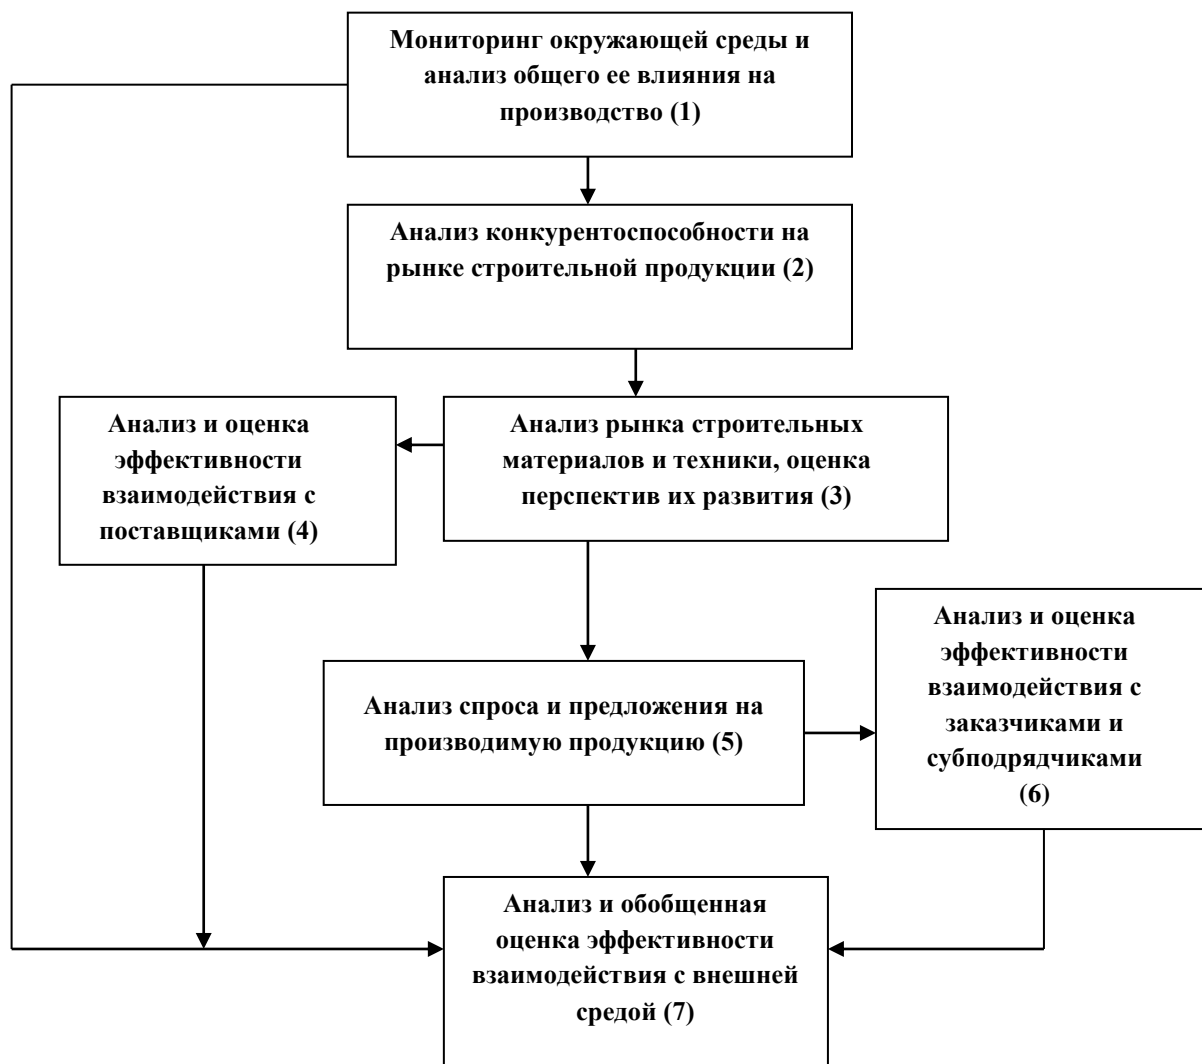 Мониторинг окружающей среды и
анализ общего ее влияния на
производство (1)
Анализ конкурентоспособности на
рынке строительной продукции (2)
Анализ и оценка
эффективности
взаимодействия с
поставщиками (4)
Анализ рынка строительных
материалов и техники, оценка
перспектив их развития (3)
Анализ спроса и предложения на
производимую продукцию (5)
Анализ и оценка
эффективности
взаимодействия с
заказчиками и
субподрядчиками
(6)
Анализ и обобщенная
оценка эффективности
взаимодействия с внешней
средой (7)